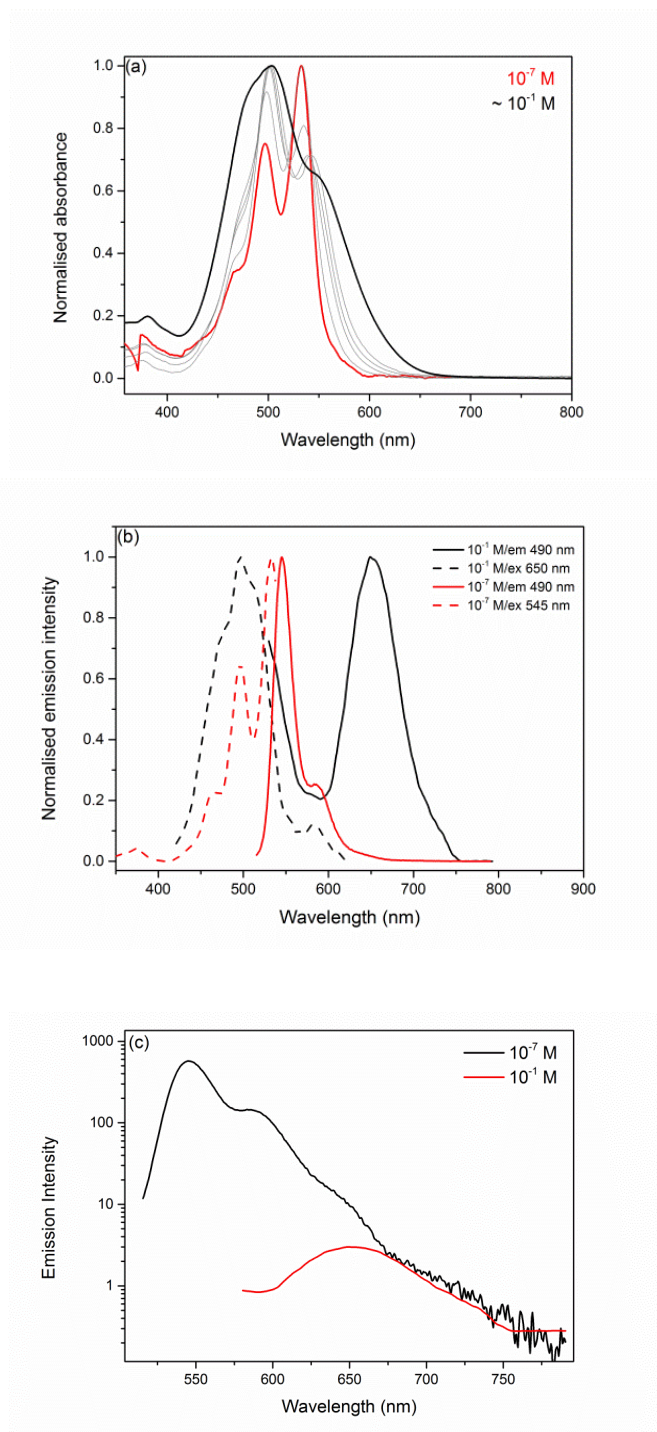 (a)
10⁻⁷ M
~ 10⁻¹ M
1.0
0.8
0.6
0.4
0.2
0.0
Normalised absorbance
400 500 600 700 800
Wavelength (nm)
(b)
10⁻¹ M/em 490 nm
10⁻¹ M/ex 650 nm
10⁻⁷ M/em 490 nm
10⁻⁷ M/ex 545 nm
1.0
0.8
0.6
0.4
0.2
0.0
Normalised emission intensity
400 500 600 700 800 900
Wavelength (nm)
(c)
10⁻⁷ M
10⁻¹ M
1000
100
10
1
Emission Intensity
550 600 650 700 750
Wavelength (nm)